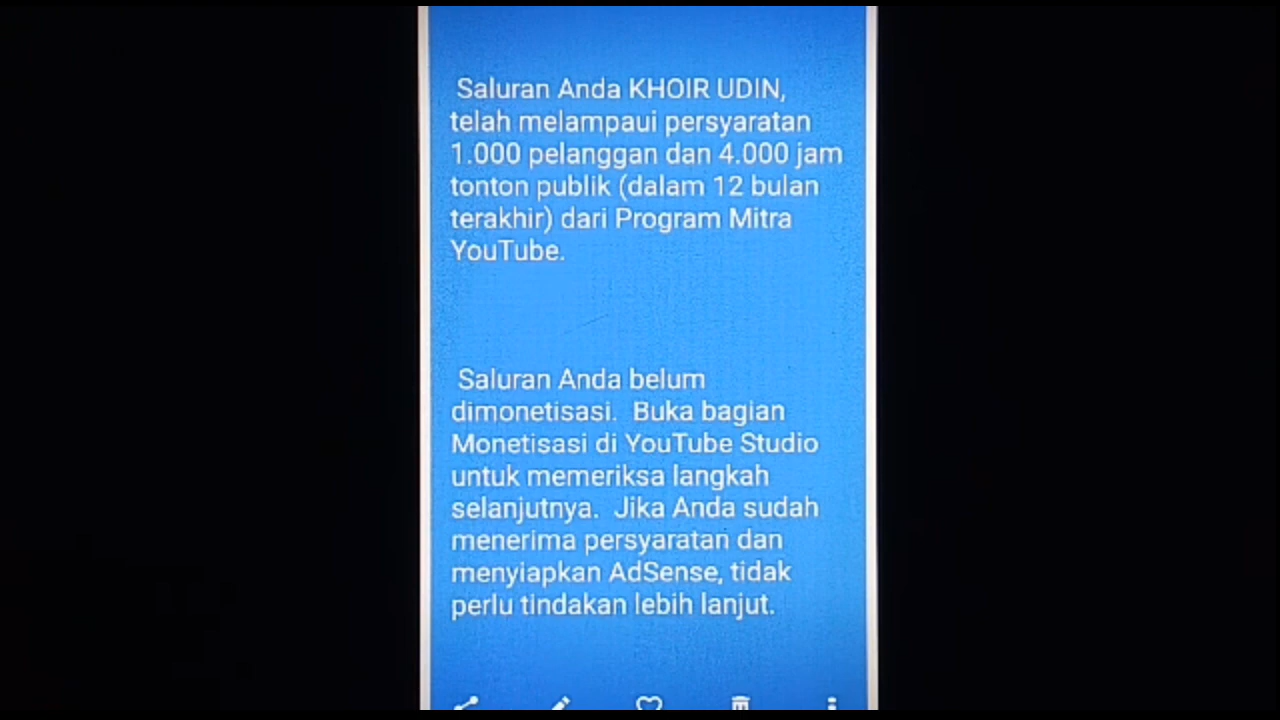 Saluran Anda KHOIR UDIN,
telah melampaui persyaratan
1.000 pelanggan dan 4.000 jam
tonton publik (dalam 12 bulan
terakhir) dari Program Mitra
YouTube.
Saluran Anda belum
dimonetisasi. Buka bagian
Monetisasi di YouTube Studio
untuk memeriksa langkah
selanjutnya. Jika Anda sudah
menerima persyaratan dan
menyiapkan AdSense, tidak
perlu tindakan lebih lanjut.